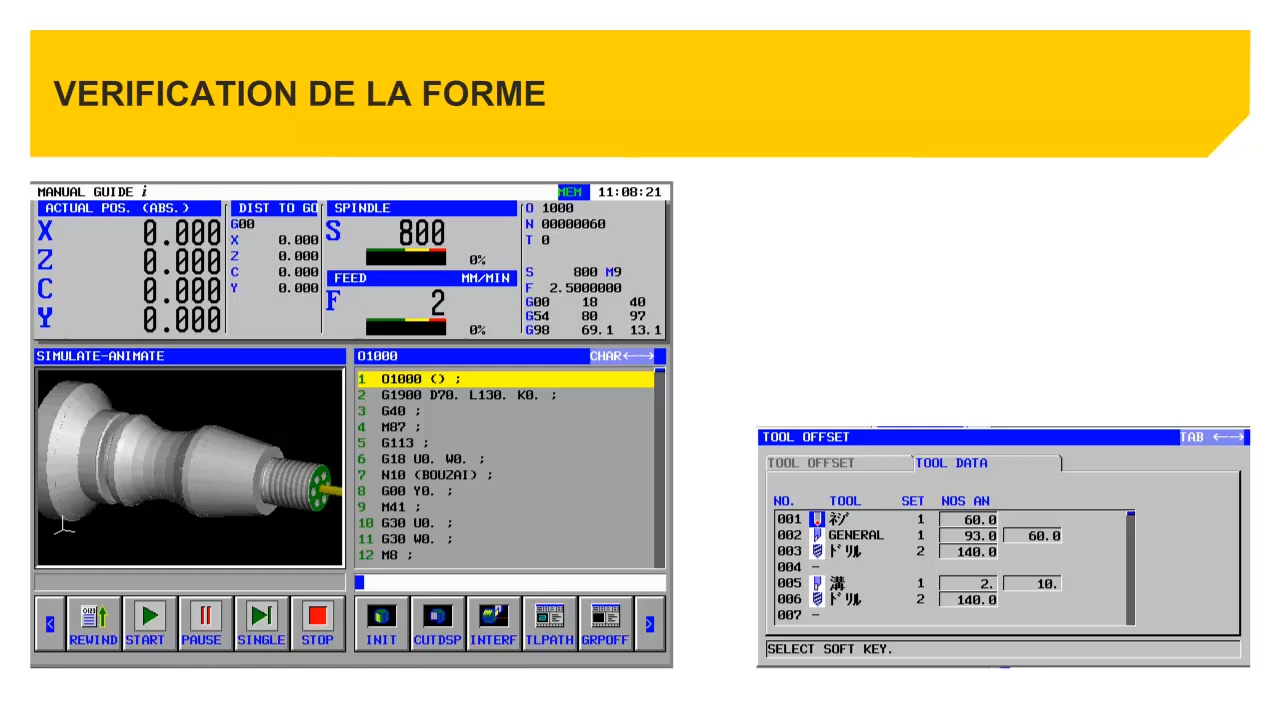 VERIFICATION DE LA FORME
MANUAL GUIDE i MEM 11:08:21
ACTUAL POS. (ABS.)
X 0.000
Z 0.000
C 0.000
Y 0.000
DIST TO GO
G00
X 0.000
Z 0.000
C 0.000
Y 0.000
SPINDLE
S 800
0%
FEED MM/MIN
F 2
0%
O 1000
N 00000060
T 0
S 800 M9
F 2.5000000
G00 18 40
G54 80 97
G98 69.1 13.1
SIMULATE-ANIMATE
O1000 CHAR←→
1 O1000 () ;
2 G1900 D70. L130. K0. ;
3 G40 ;
4 M87 ;
5 G113 ;
6 G18 U0. W0. ;
7 N10 (BOUZAI) ;
8 G00 Y0. ;
9 M41 ;
10 G30 U0. ;
11 G30 W0. ;
12 M8 ;
< REWIND START PAUSE SINGLE STOP INIT CUTDSP INTERF TLPATH GRPOFF >
TOOL OFFSET TAB ←→
TOOL OFFSET TOOL DATA
NO. TOOL SET NOS AN
001 ネジ 1 60.0
002 GENERAL 1 93.0 60.0
003 ドリル 2 140.0
004 -
005 溝 1 2. 10.
006 ドリル 2 140.0
007 -
SELECT SOFT KEY.